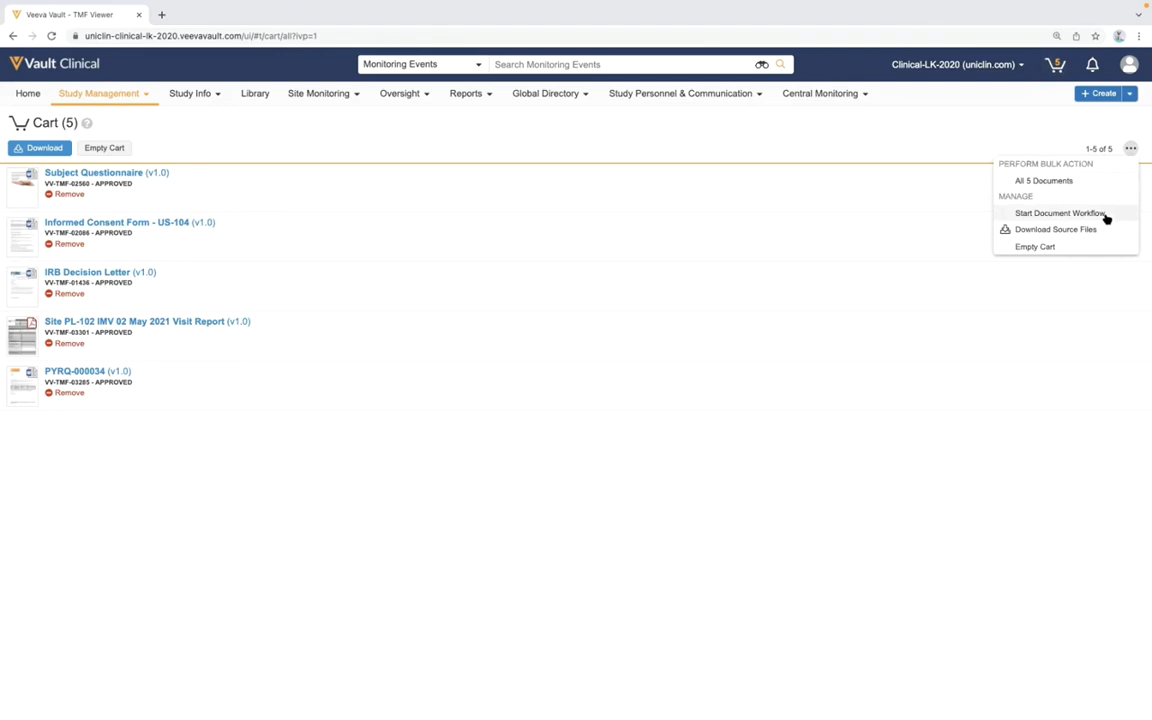 Veeva Vault - TMF Viewer
uniclin-clinical-lk-2020.veevavault.com/ui/#t/cart/all?ivp=1
Vault Clinical
Monitoring Events
Search Monitoring Events
Clinical-LK-2020 (uniclin.com)
5
Home Study Management Study Info Library Site Monitoring Oversight Reports Global Directory Study Personnel & Communication Central Monitoring
+ Create
Cart (5)
Download
Empty Cart
1-5 of 5
PERFORM BULK ACTION
All 5 Documents
MANAGE
Start Document Workflow
Download Source Files
Empty Cart
Subject Questionnaire (v1.0)
VV-TMF-02560 - APPROVED
Remove
Informed Consent Form - US-104 (v1.0)
VV-TMF-02086 - APPROVED
Remove
IRB Decision Letter (v1.0)
VV-TMF-01436 - APPROVED
Remove
Site PL-102 IMV 02 May 2021 Visit Report (v1.0)
VV-TMF-03301 - APPROVED
Remove
PYRQ-000034 (v1.0)
VV-TMF-03285 - APPROVED
Remove